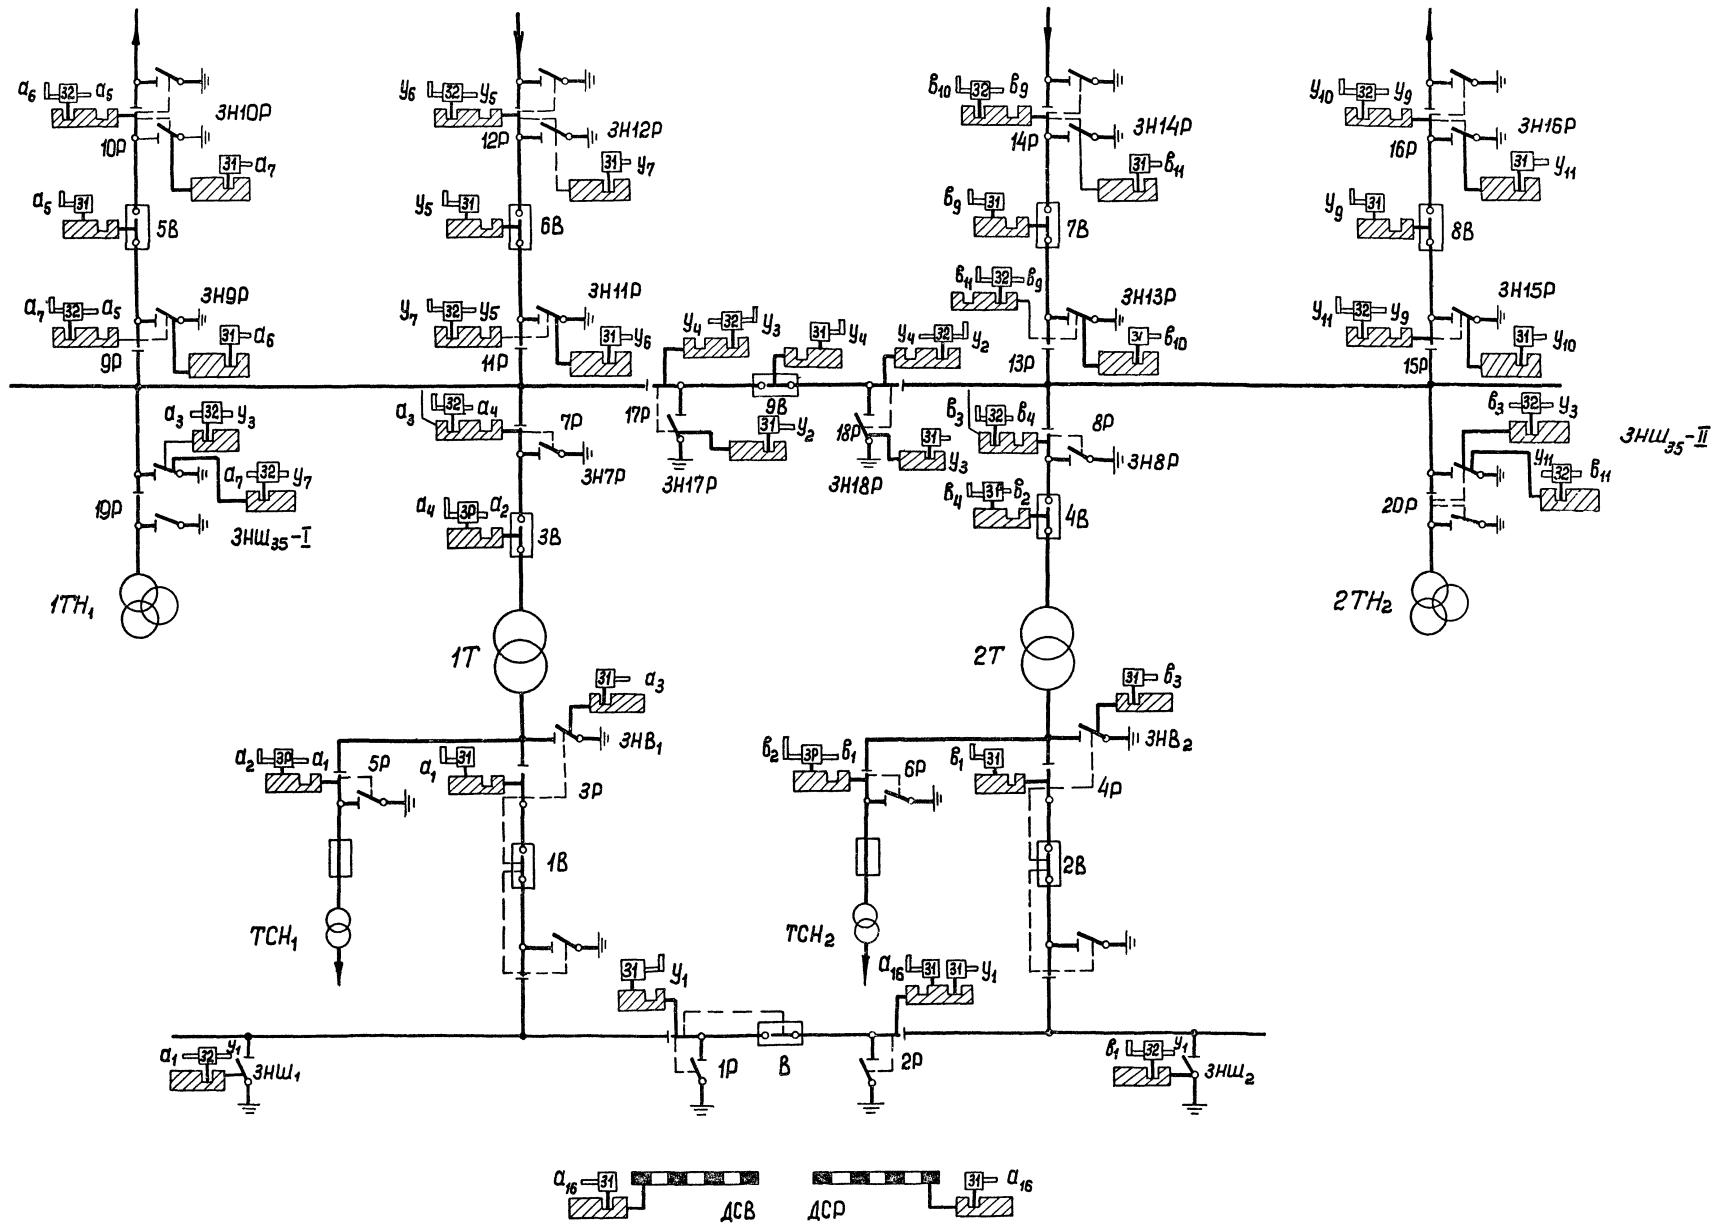 а₆ 32 а₅
ЗН10Р
10Р
31 а₇
а₅ 31
5В
а₇ 32 а₅
ЗН9Р
31 а₆
9Р
у₆ 32 у₅
ЗН12Р
12Р
31 у₇
у₅ 31
6В
у₇ 32 у₅
ЗН11Р
31 у₆
11Р
в₁₀ 32 в₉
ЗН14Р
14Р
31 в₁₁
в₉ 31
7В
в₁₁ 32 в₉
ЗН13Р
31 в₁₀
13Р
у₁₀ 32 у₉
ЗН16Р
16Р
31 у₁₁
у₉ 31
8В
у₁₁ 32 у₉
ЗН15Р
31 у₁₀
15Р
у₄ 32 у₃
31 у₄
у₄ 32 у₂
17Р
9В
18Р
31 у₂
31
у₃
ЗН17Р
ЗН18Р
а₃ 32 у₃
а₇ 32 у₇
19Р
ЗНШ₃₅-I
1ТН₁
а₃ 32 а₄
7Р
ЗН7Р
а₄ 3Р а₂
3В
1Т
в₃ 32 в₄
8Р
ЗН8Р
в₄ 3Р в₂
4В
2Т
в₃ 32 у₃
ЗНШ₃₅-II
у₁₁ 32 в₁₁
20Р
2ТН₂
31 а₃
ЗНВ₁
а₂ 3Р а₁
5Р
а₁ 31
3Р
1В
ТСН₁
31 в₃
ЗНВ₂
в₂ 3Р в₁
6Р
в₁ 31
4Р
2В
ТСН₂
31 у₁
а₁₆ 31 31 у₁
а₁ 32 у₁
ЗНШ₁
1Р
В
2Р
в₁ 32 у₁
ЗНШ₂
а₁₆ 31
ДСВ
ДСР
31 а₁₆